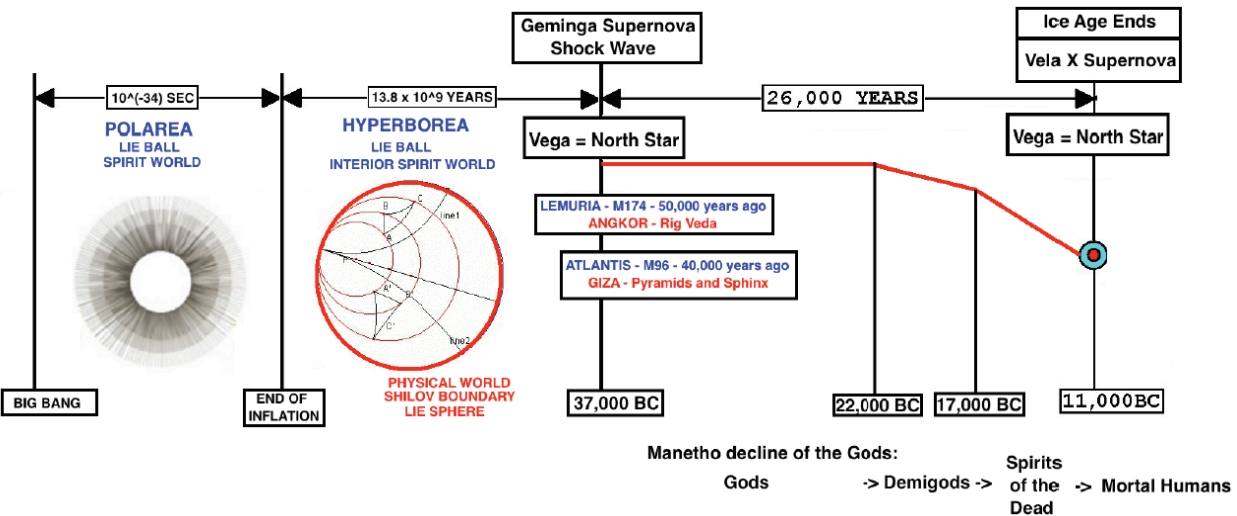 Geminga Supernova
Shock Wave
Ice Age Ends
Vela X Supernova
10^(-34) SEC
13.8 x 10^9 YEARS
26,000 YEARS
POLAREA
LIE BALL
SPIRIT WORLD
HYPERBOREA
LIE BALL
INTERIOR SPIRIT WORLD
Vega = North Star
Vega = North Star
B
C
line1
A
P
A'
B'
C'
line2
LEMURIA - M174 - 50,000 years ago
ANGKOR - Rig Veda
ATLANTIS - M96 - 40,000 years ago
GIZA - Pyramids and Sphinx
PHYSICAL WORLD
SHILOV BOUNDARY
LIE SPHERE
BIG BANG
END OF
INFLATION
37,000 BC
22,000 BC
17,000 BC
11,000BC
Manetho decline of the Gods:
Gods -> Demigods -> Spirits of the Dead -> Mortal Humans